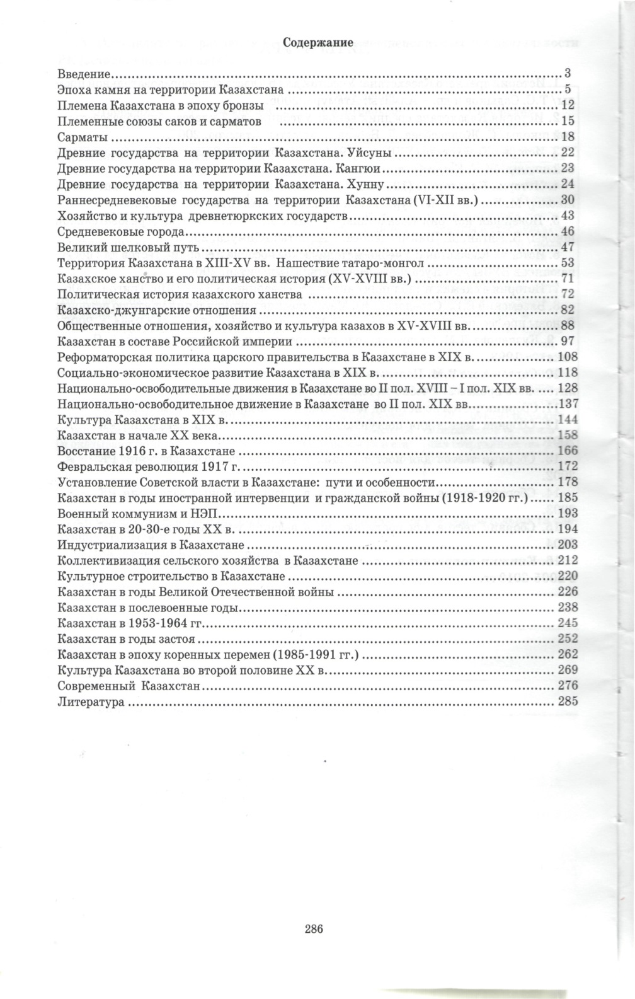 Содержание
Введение........ 3
Эпоха камня на территории Казахстана ........ 5
Племена Казахстана в эпоху бронзы ........ 12
Племенные союзы саков и сарматов ........ 15
Сарматы ........ 18
Древние государства на территории Казахстана. Уйсуны ........ 22
Древние государства на территории Казахстана. Кангюи........ 23
Древние государства на территории Казахстана. Хунну ........ 24
Раннесредневековые государства на территории Казахстана (VI-XII вв.) ........ 30
Хозяйство и культура древнетюркских государств ........ 43
Средневековые города........ 46
Великий шелковый путь ........ 47
Территория Казахстана в XIII-XV вв. Нашествие татаро-монгол ........ 53
Казахское ханство и его политическая история (XV-XVIII вв.) ........ 71
Политическая история казахского ханства ........ 72
Казахско-джунгарские отношения ........ 82
Общественные отношения, хозяйство и культура казахов в XV-XVIII вв........ 88
Казахстан в составе Российской империи ........ 97
Реформаторская политика царского правительства в Казахстане в XIX в........ 108
Социально-экономическое развитие Казахстана в XIX в. ........ 118
Национально-освободительные движения в Казахстане во II пол. XVIII – I пол. XIX вв. .... 128
Национально-освободительное движение в Казахстане во II пол. XIX вв........137
Культура Казахстана в XIX в........ 144
Казахстан в начале XX века........ 158
Восстание 1916 г. в Казахстане ........ 166
Февральская революция 1917 г........ 172
Установление Советской власти в Казахстане: пути и особенности........ 178
Казахстан в годы иностранной интервенции и гражданской войны (1918-1920 гг.) ...... 185
Военный коммунизм и НЭП........ 193
Казахстан в 20-30-е годы XX в. ........ 194
Индустриализация в Казахстане ........ 203
Коллективизация сельского хозяйства в Казахстане ........ 212
Культурное строительство в Казахстане ........ 220
Казахстан в годы Великой Отечественной войны ........ 226
Казахстан в послевоенные годы........ 238
Казахстан в 1953-1964 гг........ 245
Казахстан в годы застоя ........ 252
Казахстан в эпоху коренных перемен (1985-1991 гг.) ........ 262
Культура Казахстана во второй половине XX в........ 269
Современный Казахстан ........ 276
Литература ........ 285
286